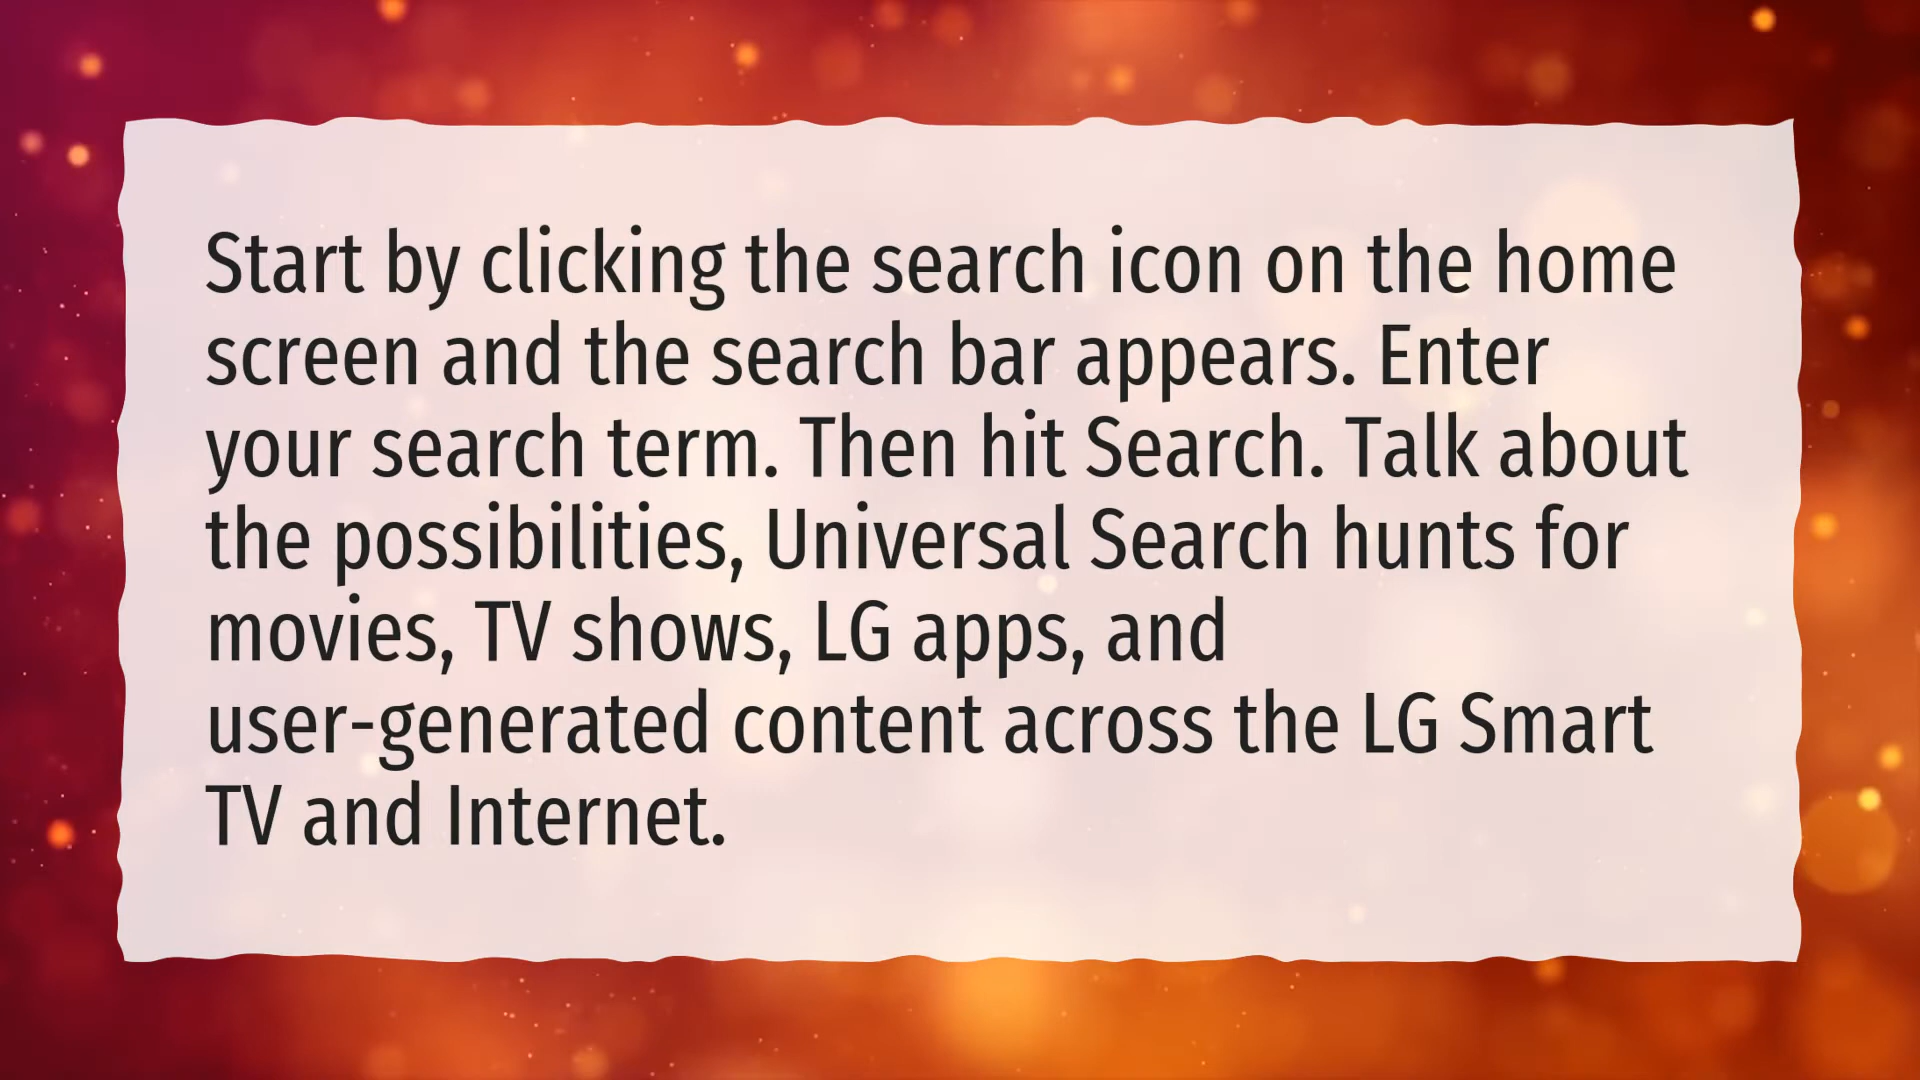 Start by clicking the search icon on the home
screen and the search bar appears. Enter
your search term. Then hit Search. Talk about
the possibilities, Universal Search hunts for
movies, TV shows, LG apps, and
user-generated content across the LG Smart
TV and Internet.